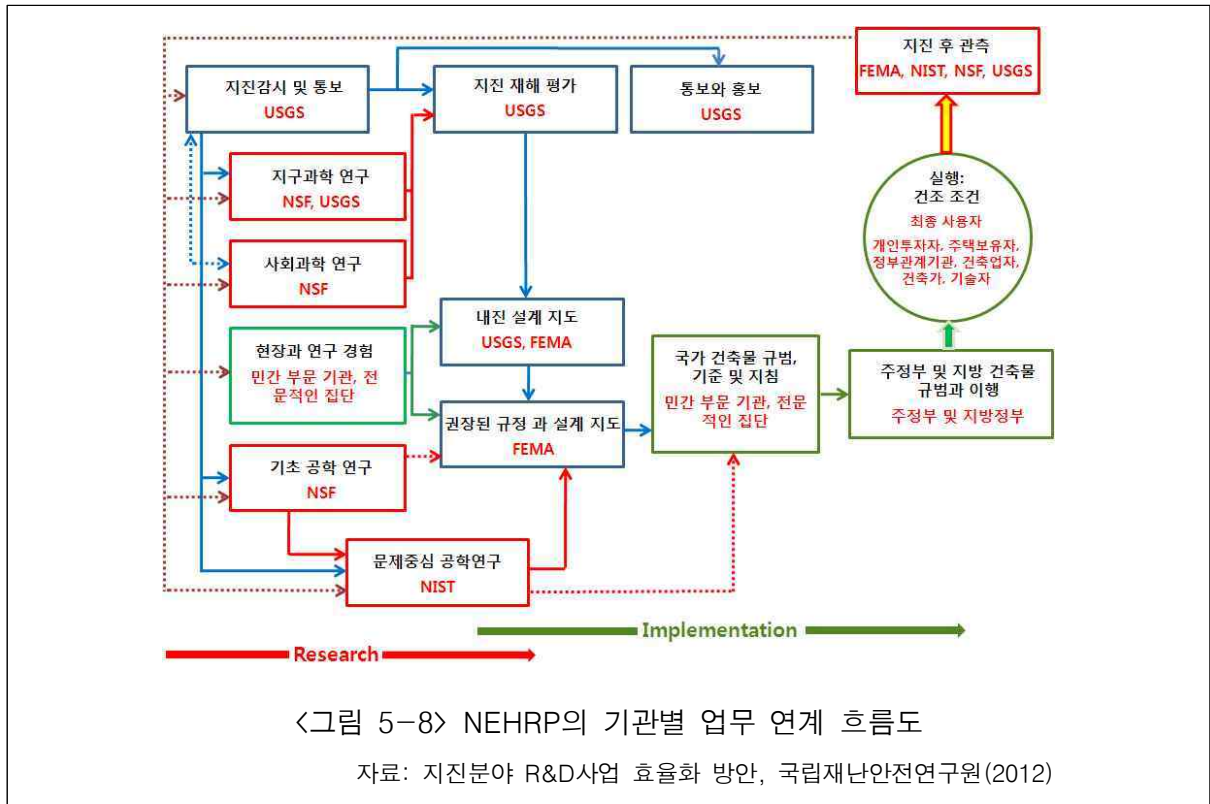 지진 후 관측
FEMA, NIST, NSF, USGS
지진감시 및 통보
USGS
지진 재해 평가
USGS
통보와 홍보
USGS
지구과학 연구
NSF, USGS
실행:
건조 조건
최종 사용자
개인투자자, 주택보유자,
정부관계기관, 건축업자,
건축가, 기술자
사회과학 연구
NSF
내진 설계 지도
USGS, FEMA
현장과 연구 경험
민간 부문 기관, 전
문적인 집단
국가 건축물 규범,
기준 및 지침
민간 부문 기관, 전문
적인 집단
주정부 및 지방 건축물
규범과 이행
주정부 및 지방정부
권장된 규정 과 설계 지도
FEMA
기초 공학 연구
NSF
문제중심 공학연구
NIST
Implementation
Research
<그림 5-8> NEHRP의 기관별 업무 연계 흐름도
자료: 지진분야 R&D사업 효율화 방안, 국립재난안전연구원(2012)